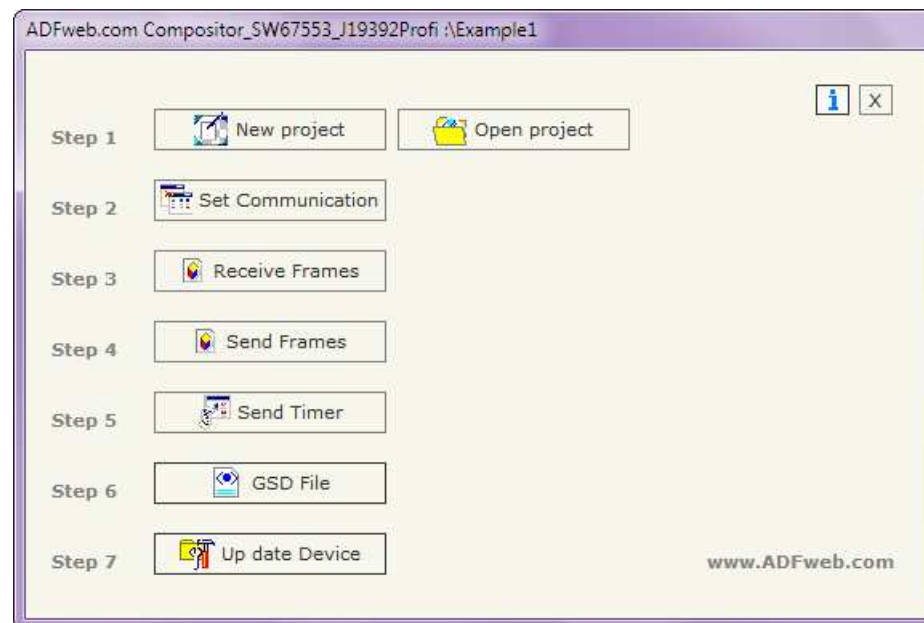 ADFweb.com Compositor_SW67553_J19392Profi :\Example1
i X
Step 1 New project Open project
Step 2 Set Communication
Step 3 Receive Frames
Step 4 Send Frames
Step 5 Send Timer
Step 6 GSD File
Step 7 Up date Device
www.ADFweb.com